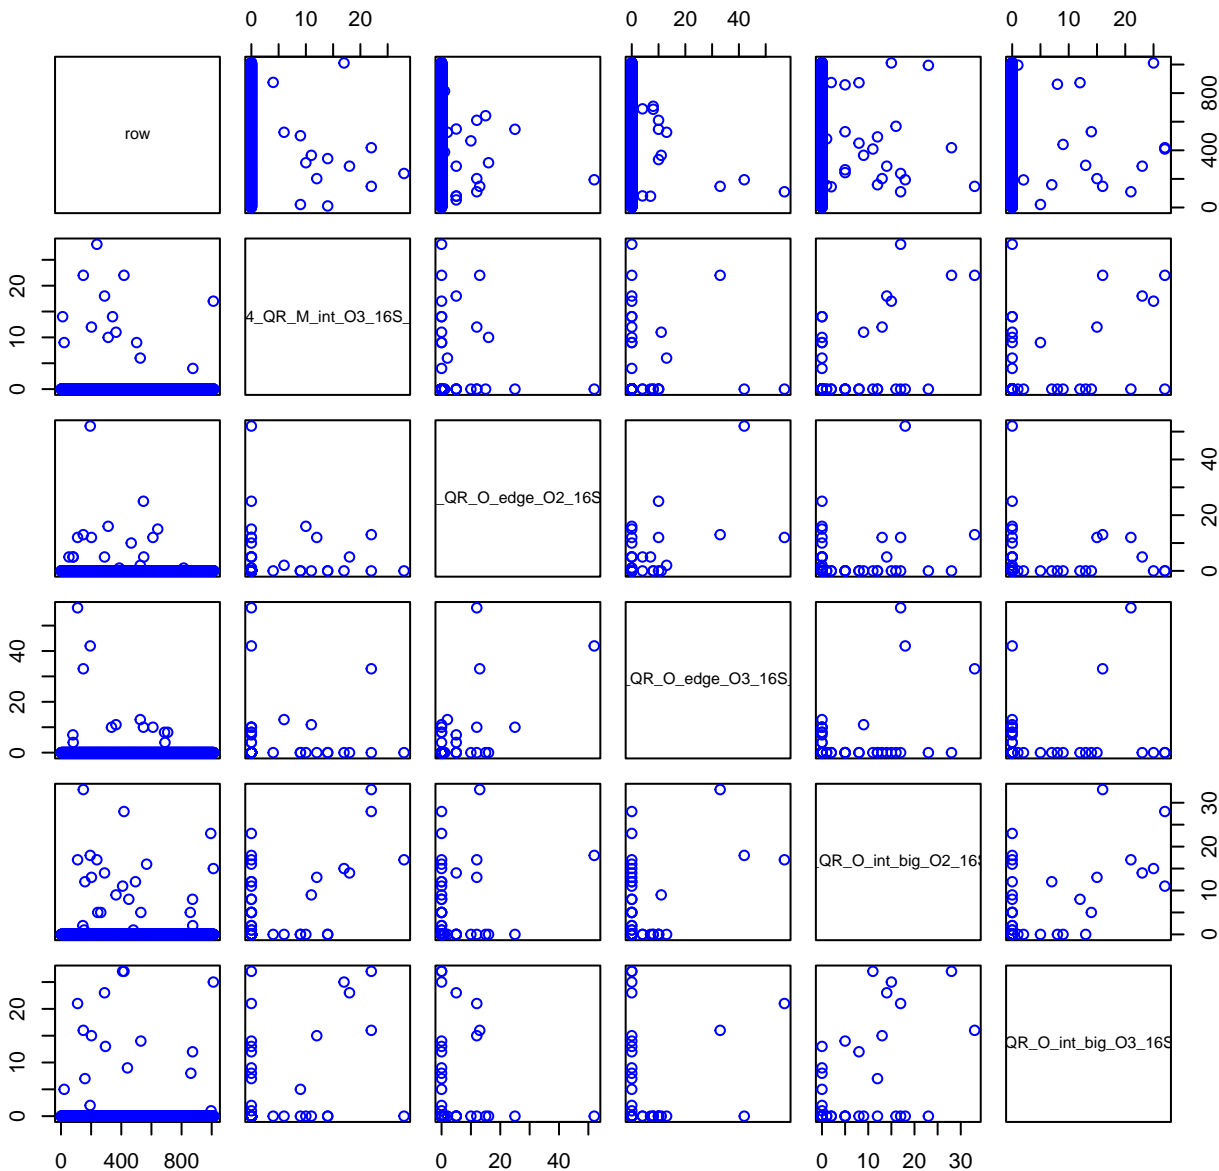 0 10 20
0 20 40
0 10 20
row
0 400 800
0 10 20
4_QR_M_int_O3_16S_
_QR_O_edge_O2_16S
0 20 40
0 20 40
_QR_O_edge_O3_16S_
QR_O_int_big_O2_16S
0 10 20 30
0 10 20
QR_O_int_big_O3_16S
0 400 800
0 20 40
0 10 20 30